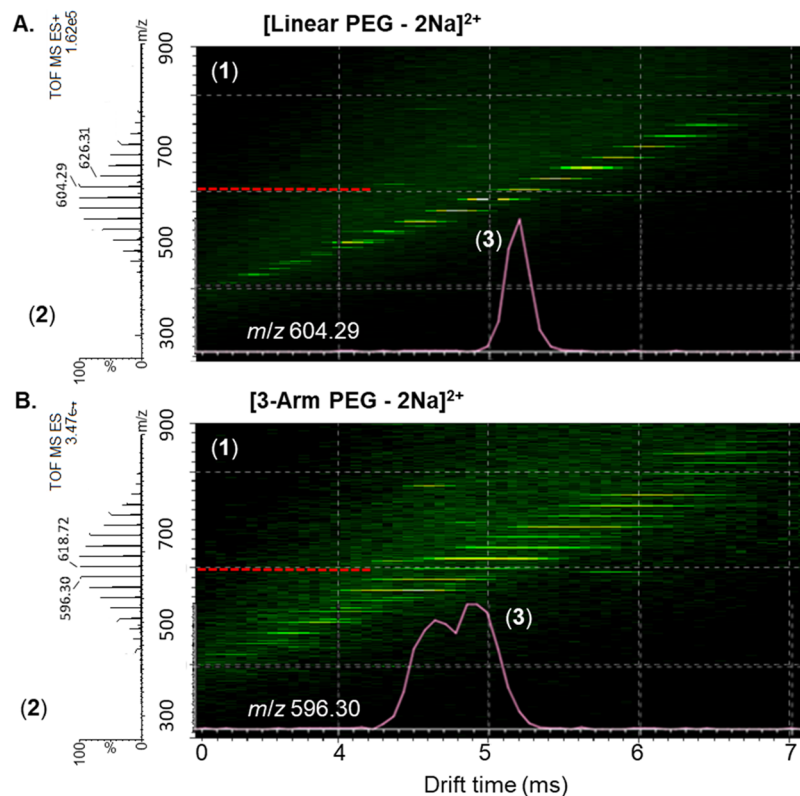 A.
[Linear PEG - 2Na]²⁺
TOF MS ES+
1.62e5
m/z
900
700
500
300
626.31
604.29
(1)
(2)
(3)
m/z 604.29
100
%
0
B.
[3-Arm PEG - 2Na]²⁺
TOF MS ES
m/z
900
700
500
300
618.72
596.30
(1)
(2)
(3)
m/z 596.30
100
%
0
0
4
5
6
7
Drift time (ms)